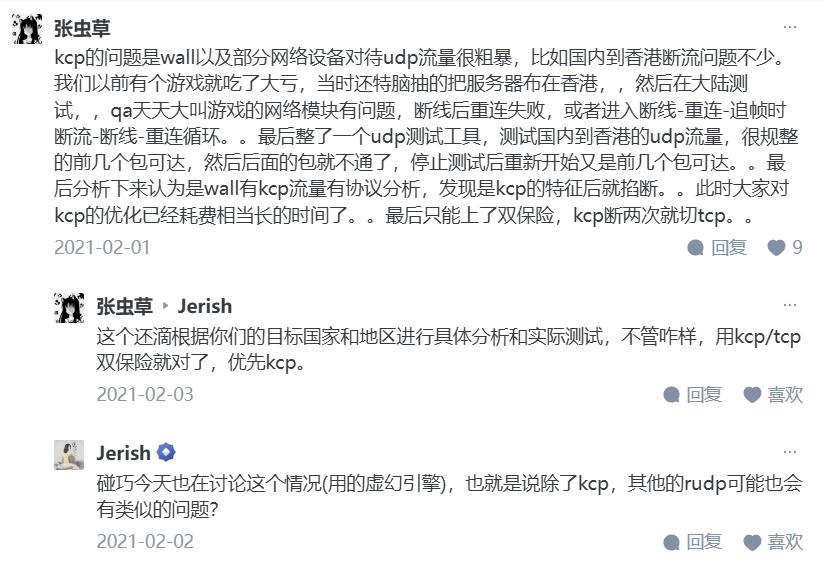 张虫草
kcp的问题是wall以及部分网络设备对待udp流量很粗暴，比如国内到香港断流问题不少。
我们以前有个游戏就吃了大亏，当时还特脑抽的把服务器布在香港，，然后在大陆测
试，，qa天天大叫游戏的网络模块有问题，断线后重连失败，或者进入断线-重连-追帧时
断流-断线-重连循环。。最后整了一个udp测试工具，测试国内到香港的udp流量，很规整
的前几个包可达，然后后面的包就不通了，停止测试后重新开始又是前几个包可达。。最
后分析下来认为是wall有kcp流量有协议分析，发现是kcp的特征后就掐断。。此时大家对
kcp的优化已经耗费相当长的时间了。。最后只能上了双保险，kcp断两次就切tcp。。
2021-02-01 回复 9
张虫草 Jerish
这个还滴根据你们的目标国家和地区进行具体分析和实际测试，不管咋样，用kcp/tcp
双保险就对了，优先kcp。
2021-02-03 回复 喜欢
Jerish
碰巧今天也在讨论这个情况(用的虚幻引擎)，也就是说除了kcp，其他的rudp可能也会
有类似的问题？
2021-02-02 回复 喜欢